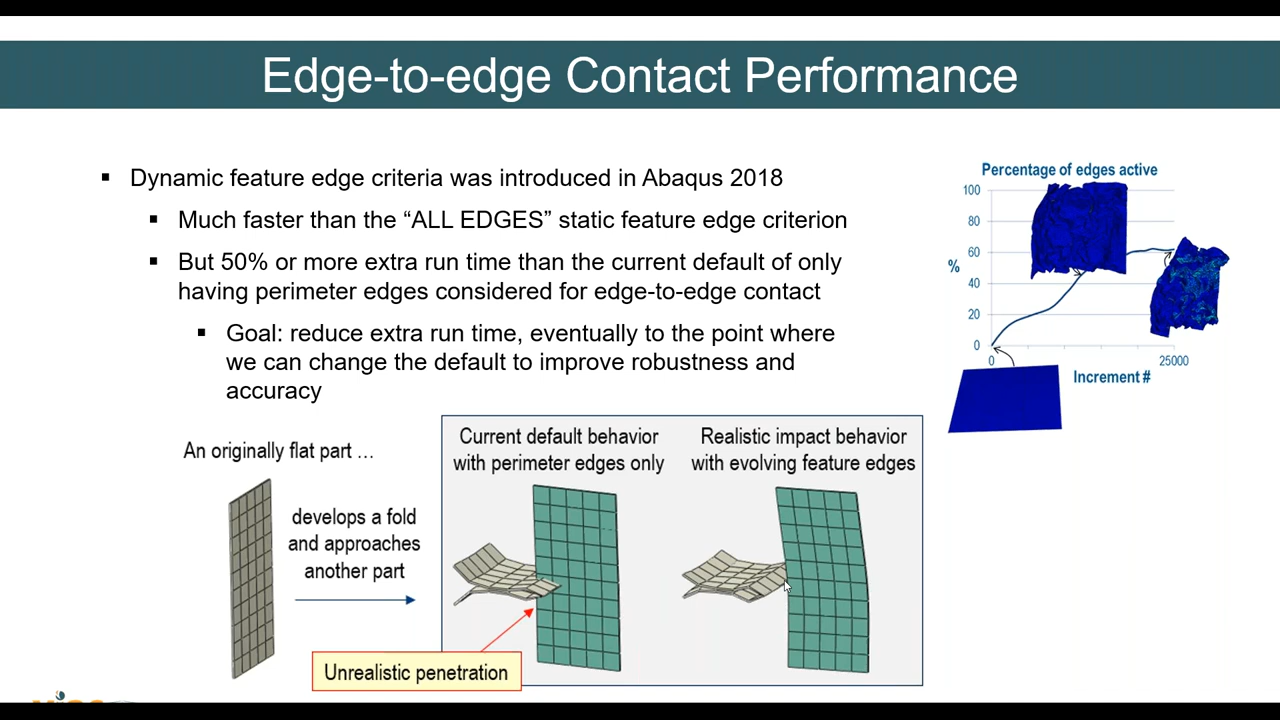 Edge-to-edge Contact Performance
▪ Dynamic feature edge criteria was introduced in Abaqus 2018
▪ Much faster than the “ALL EDGES” static feature edge criterion
▪ But 50% or more extra run time than the current default of only
having perimeter edges considered for edge-to-edge contact
▪ Goal: reduce extra run time, eventually to the point where
we can change the default to improve robustness and
accuracy
Percentage of edges active
100
80
60
%
40
20
0
0
25000
Increment #
An originally flat part …
develops a fold
and approaches
another part
Current default behavior
with perimeter edges only
Realistic impact behavior
with evolving feature edges
Unrealistic penetration